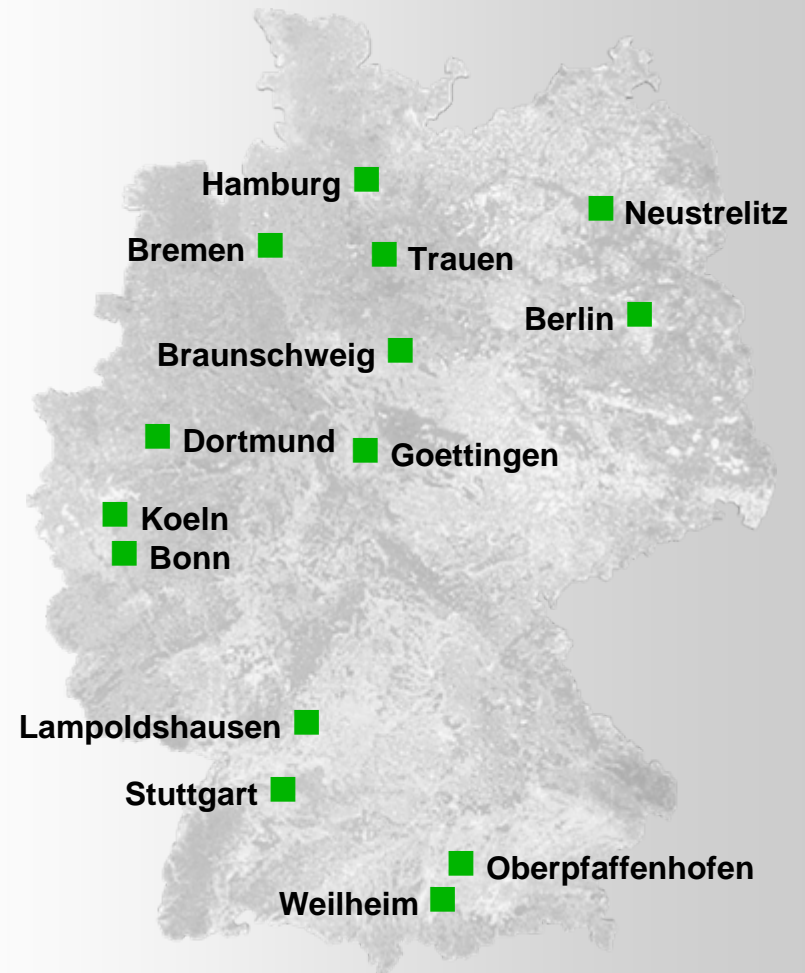 Hamburg
Neustrelitz
Bremen
Trauen
Berlin
Braunschweig
Dortmund
Goettingen
Koeln
Bonn
Lampoldshausen
Stuttgart
Oberpfaffenhofen
Weilheim